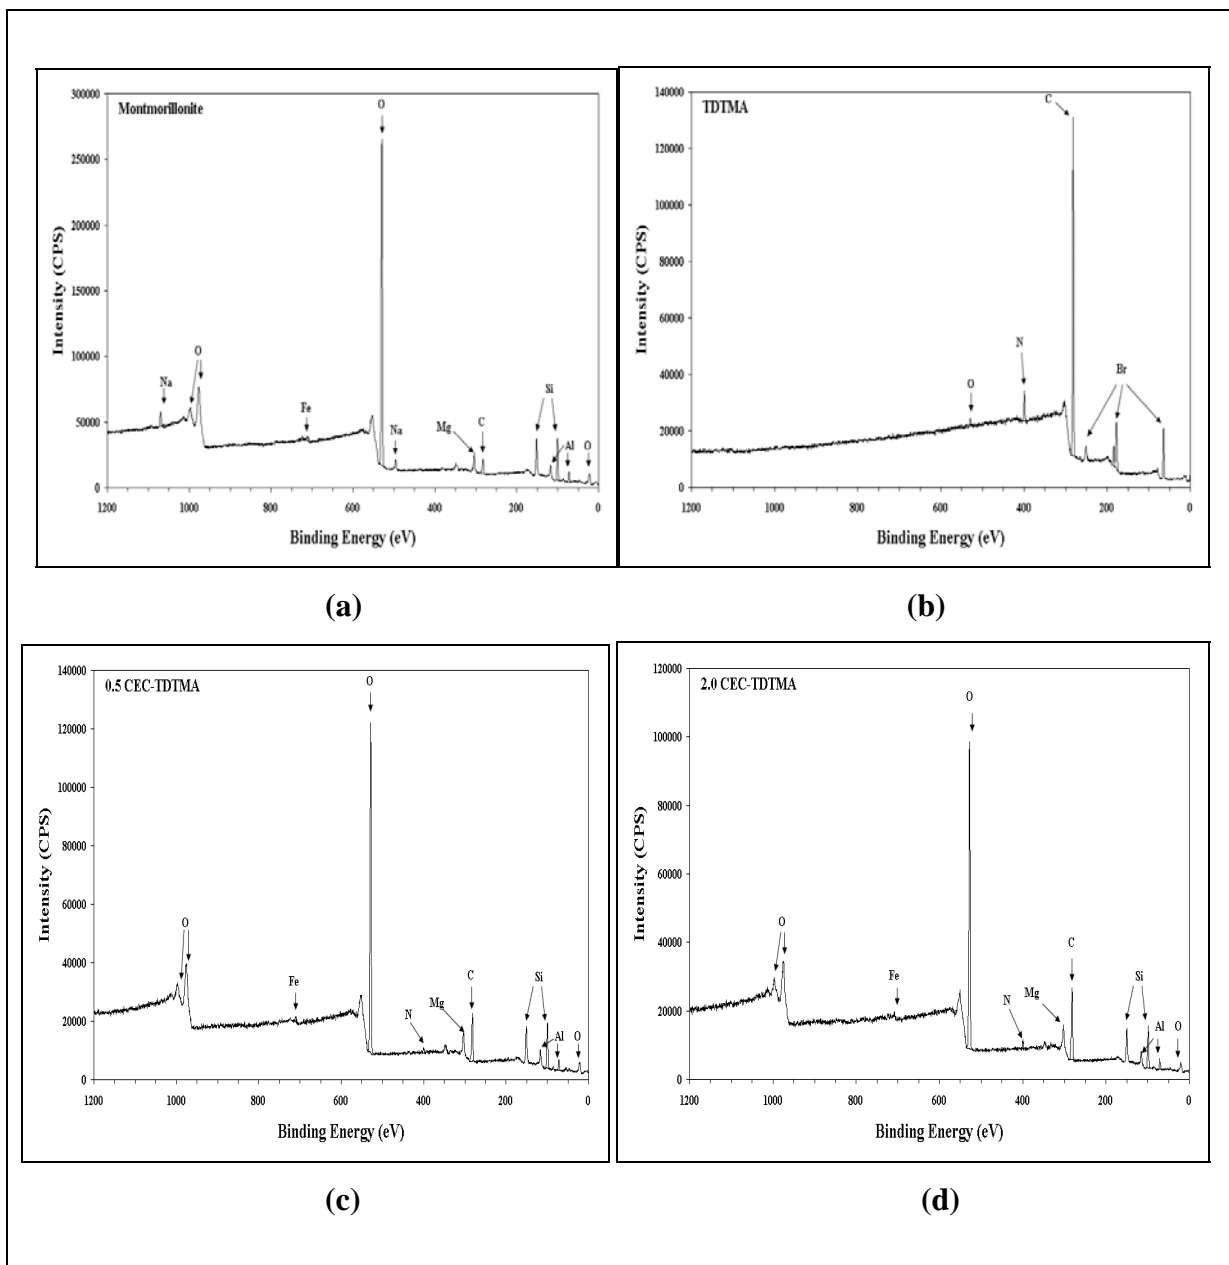 Montmorillonite
Intensity (CPS)
300000
250000
200000
150000
100000
50000
0
O
Na
O
Fe
Na
Mg
C
Si
Al
O
1200 1000 800 600 400 200 0
Binding Energy (eV)
(a)
TDTMA
Intensity (CPS)
140000
120000
100000
80000
60000
40000
20000
0
C
O
N
Br
1200 1000 800 600 400 200 0
Binding Energy (eV)
(b)
0.5 CEC-TDTMA
Intensity (CPS)
140000
120000
100000
80000
60000
40000
20000
0
O
O
Fe
N
Mg
C
Si
Al
O
1200 1000 800 600 400 200 0
Binding Energy (eV)
(c)
2.0 CEC-TDTMA
Intensity (CPS)
120000
100000
80000
60000
40000
20000
0
O
O
Fe
N
Mg
C
Si
Al
O
1200 1000 800 600 400 200 0
Binding Energy (eV)
(d)